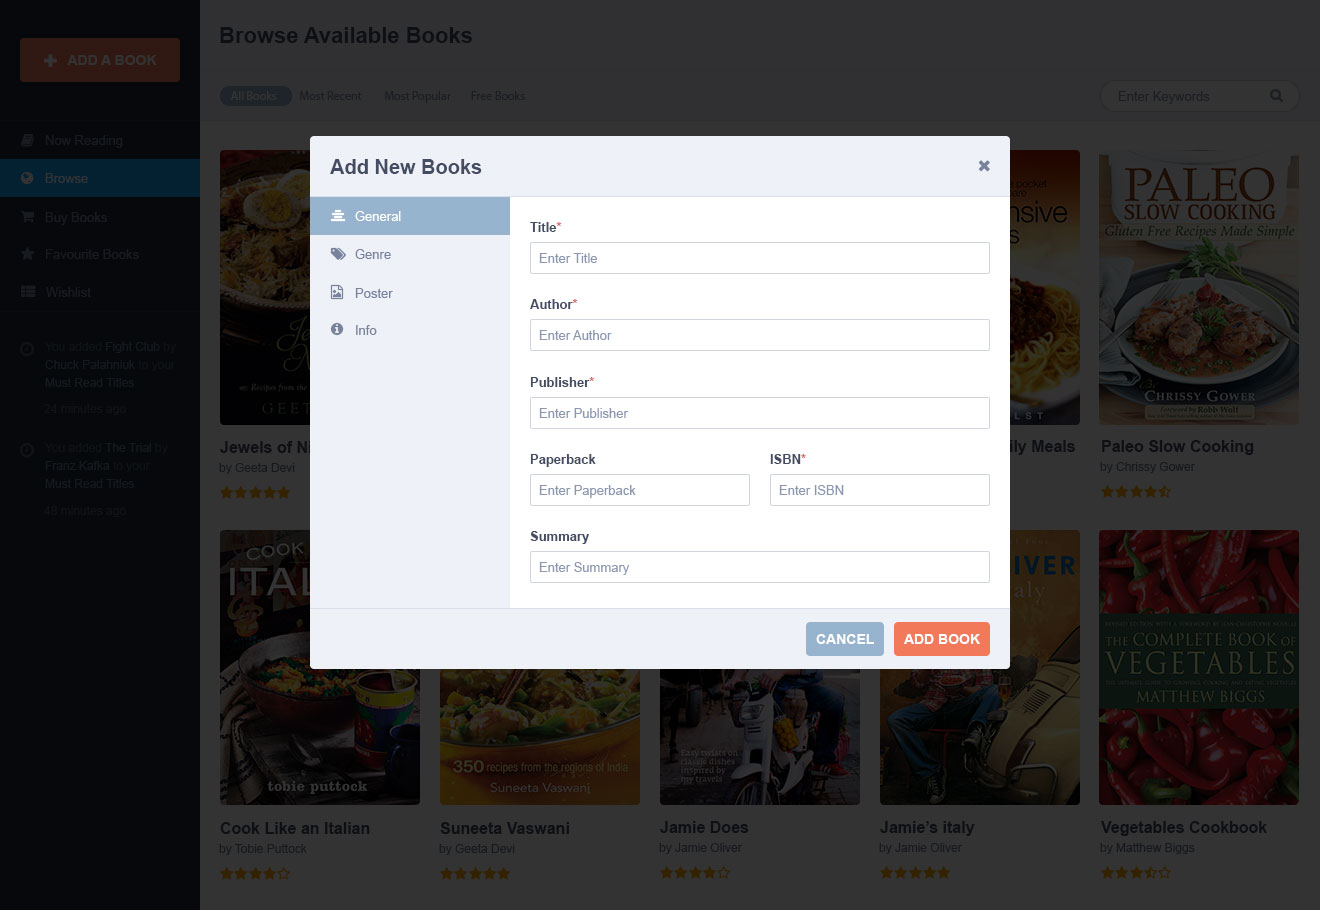 Browse Available Books
ADD A BOOK
All Books
Most Recent
Most Popular
Free Books
Enter Keywords
Now Reading
Browse
Buy Books
Favourite Books
Wishlist
You added Fight Club by
Chuck Palahniuk to your
Must Read Titles
24 minutes ago
You added The Trial by
Franz Kafka to your
Must Read Titles
48 minutes ago
Add New Books
General
Genre
Poster
Info
Title*
Enter Title
Author*
Enter Author
Publisher*
Enter Publisher
Paperback
ISBN*
Enter Paperback
Enter ISBN
Summary
Enter Summary
CANCEL
ADD BOOK
Jewels of
by Geeta Devi
pocket
PALEO
SLOW COOKING
Gluten Free Recipes Made Simple
CHRISSY GOWER
Foreword by Robb Wolf
Meals
Paleo Slow Cooking
by Chrissy Gower
COOK
tobie puttock
Cook Like an Italian
by Tobie Puttock
350 recipes from the regions of India
Suneeta Vaswani
Suneeta Vaswani
by Geeta Devi
Easy twists on
classic dishes
inspired by
my travels
Jamie Does
by Jamie Oliver
Jamie's italy
by Jamie Oliver
THE COMPLETE BOOK OF
VEGETABLES
MATTHEW BIGGS
Vegetables Cookbook
by Matthew Biggs